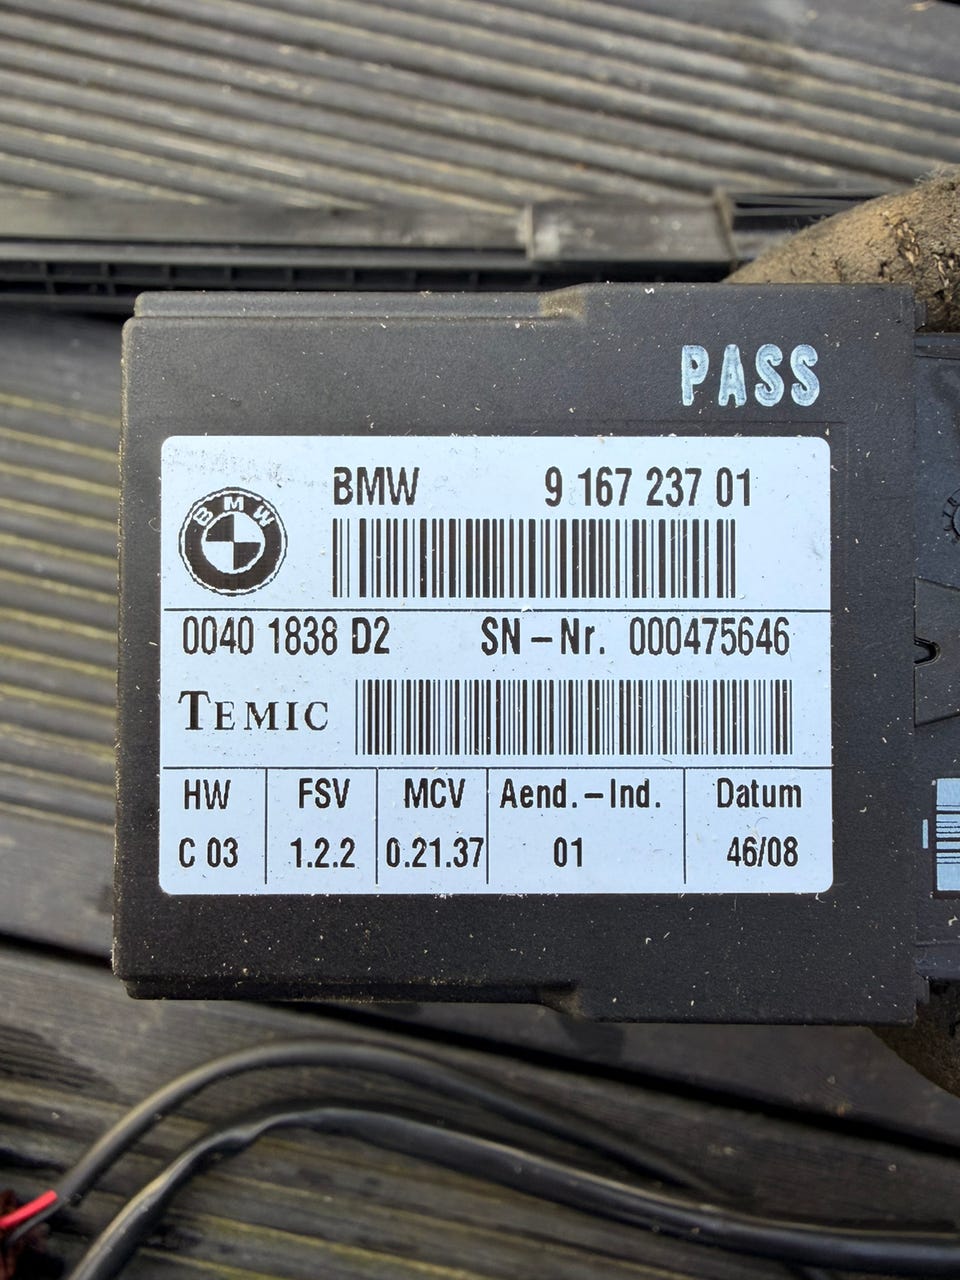 PASS
BMW 9 167 237 01
BMW
0040 1838 D2 SN-Nr. 000475646
TEMIC
HW FSV MCV Aend.-Ind. Datum
C 03 1.2.2 0.21.37 01 46/08